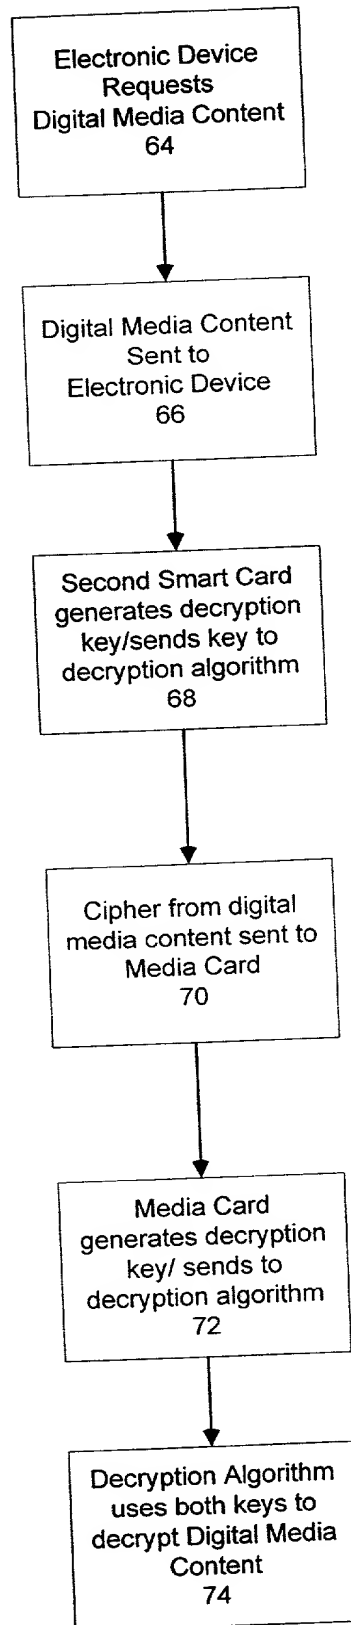 Electronic Device
Requests
Digital Media Content
64
Digital Media Content
Sent to
Electronic Device
66
Second Smart Card
generates decryption
key/sends key to
decryption algorithm
68
Cipher from digital
media content sent to
Media Card
70
Media Card
generates decryption
key/ sends to
decryption algorithm
72
Decryption Algorithm
uses both keys to
decrypt Digital Media
Content
74